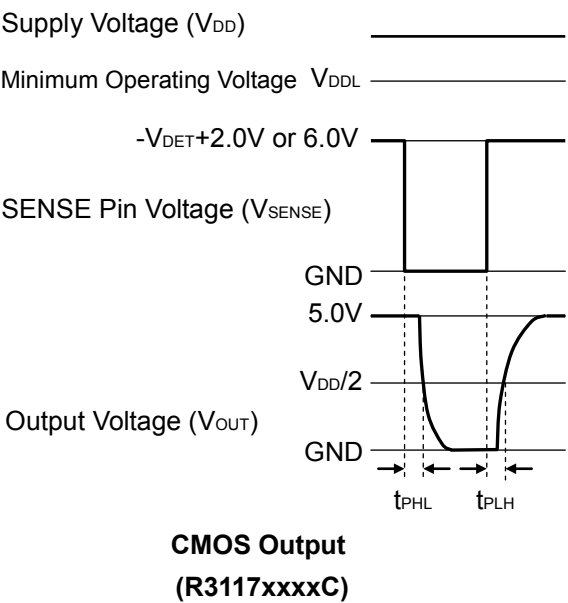 Supply Voltage (VDD)
Minimum Operating Voltage VDDL
-VDET+2.0V or 6.0V
SENSE Pin Voltage (VSENSE)
GND
5.0V
VDD/2
Output Voltage (VOUT)
GND
tPHL tPLH
CMOS Output
(R3117xxxxC)